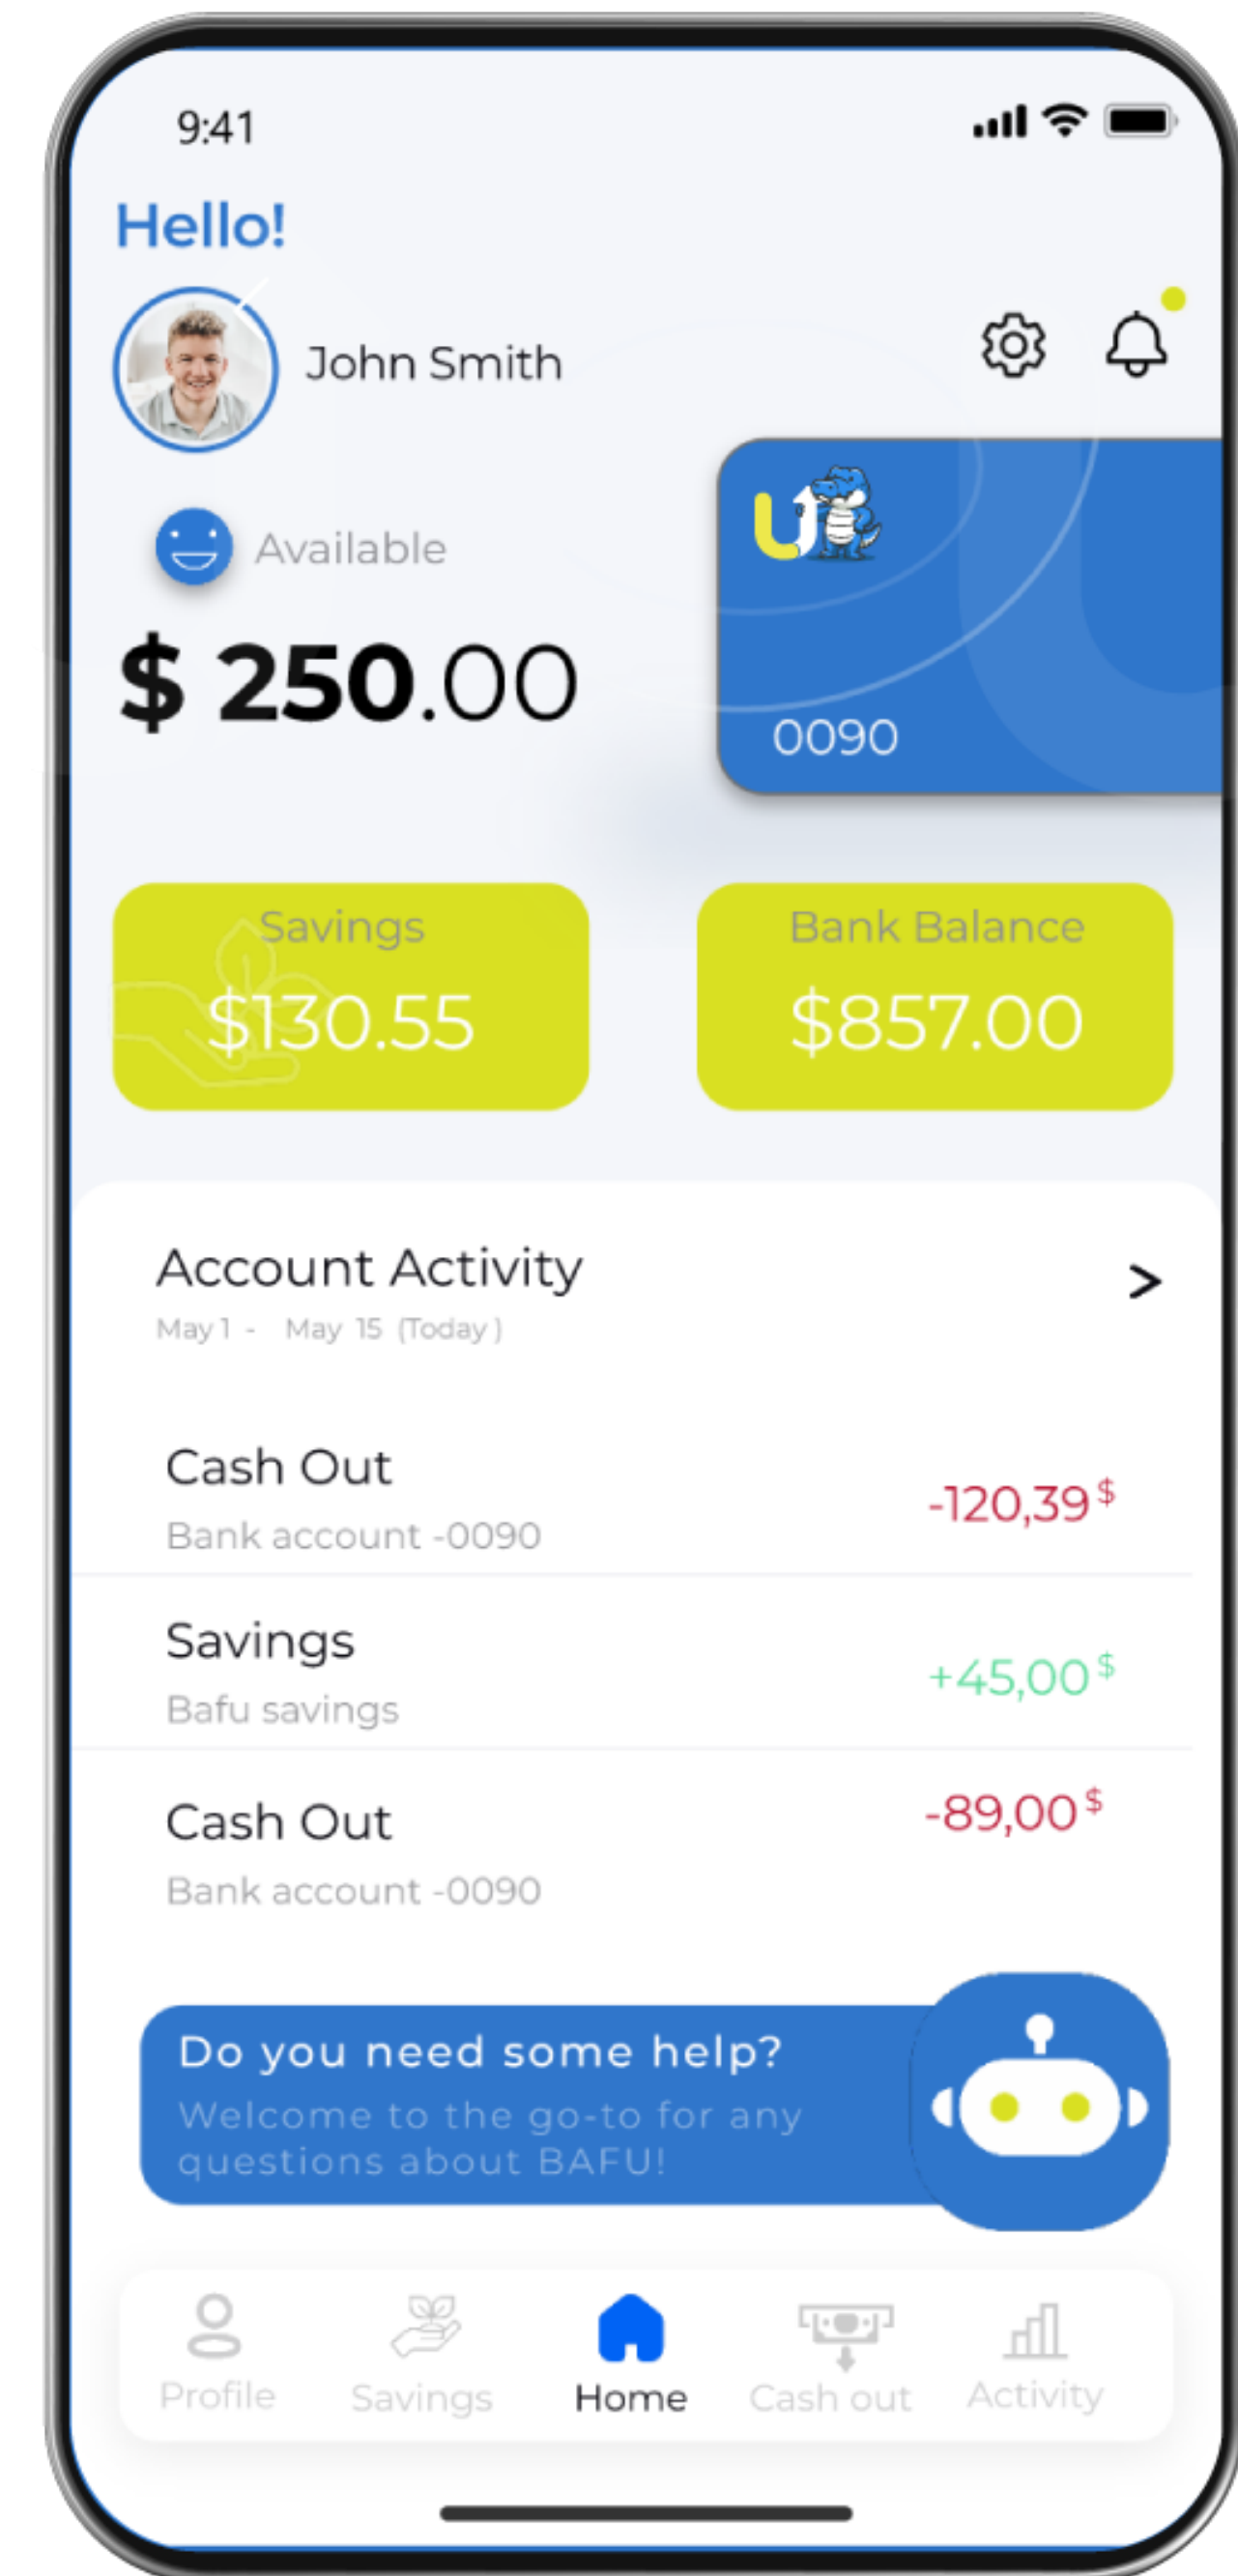 9:41
Hello!
John Smith
Available
$ 250.00
0090
Savings
$130.55
Bank Balance
$857.00
Account Activity
>
May 1 - May 15 (Today )
Cash Out
-120,39 $
Bank account -0090
Savings
+45,00 $
Bafu savings
Cash Out
-89,00 $
Bank account -0090
Do you need some help?
Welcome to the go-to for any
questions about BAFU!
Profile
Savings
Home
Cash out
Activity